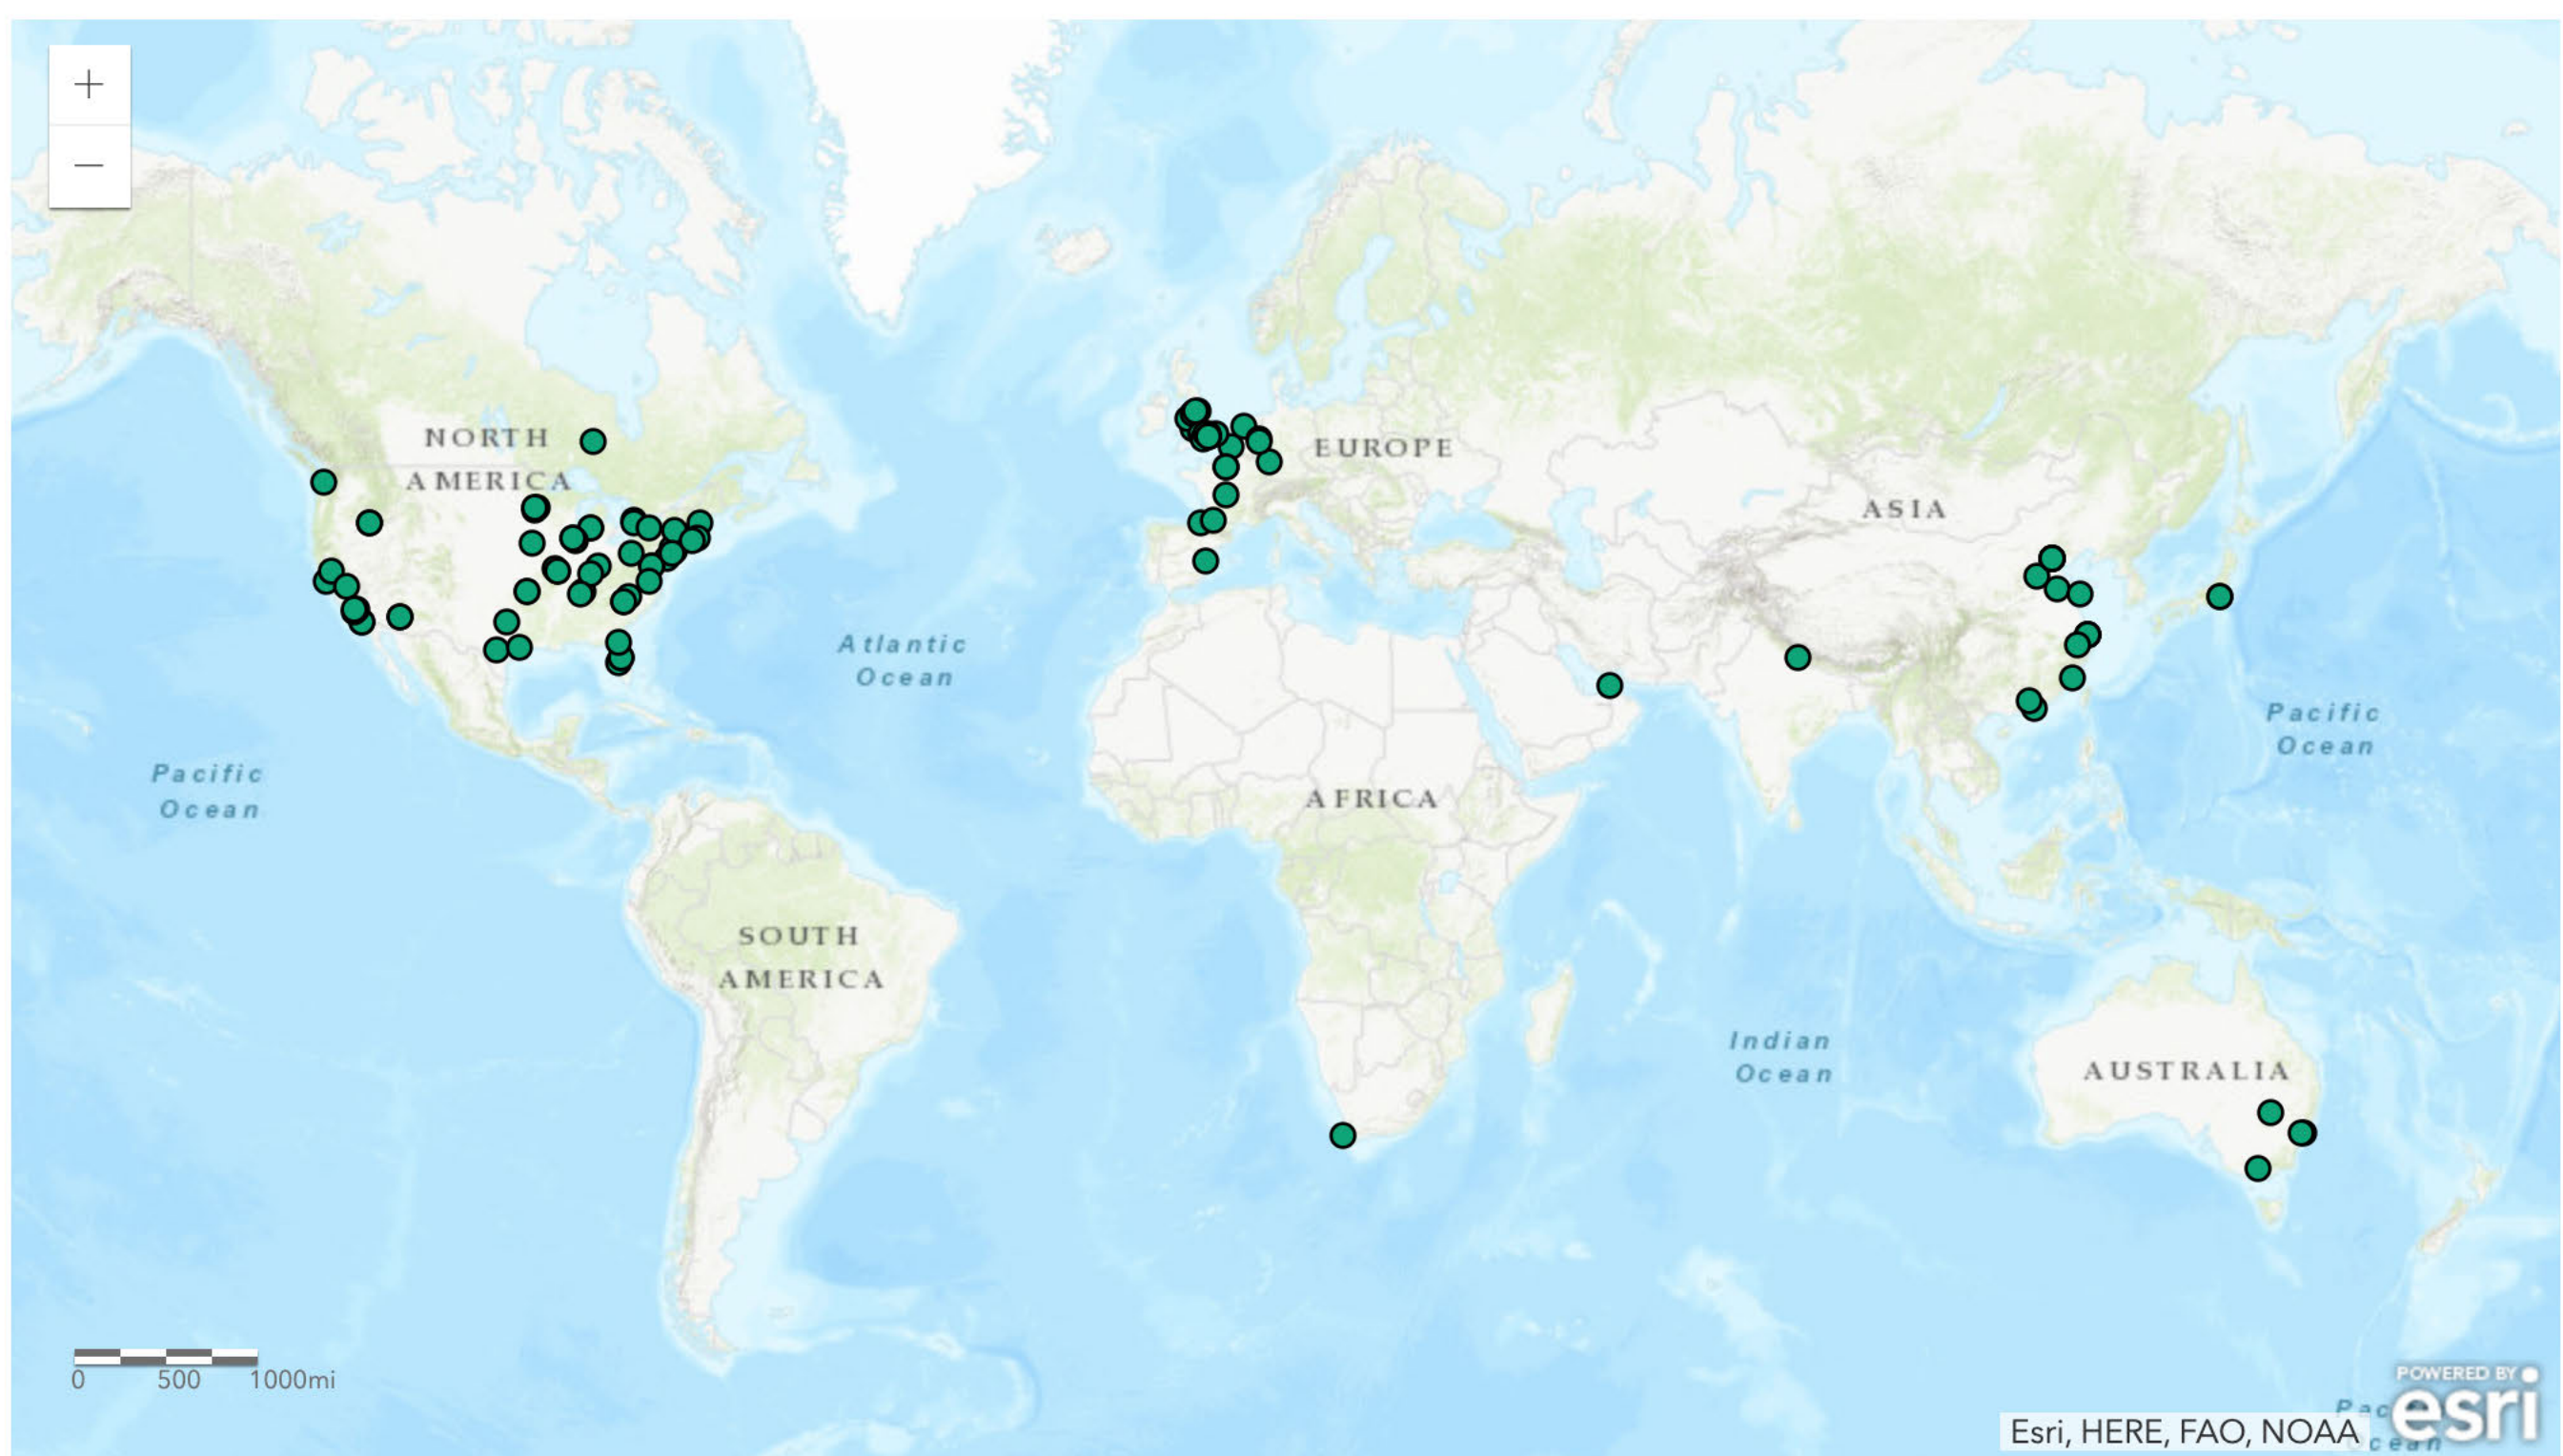 +
−
NORTH
AMERICA
EUROPE
ASIA
Atlantic
Ocean
Pacific
Ocean
Pacific
Ocean
AFRICA
SOUTH
AMERICA
Indian
Ocean
AUSTRALIA
0 500 1000mi
POWERED BY
esri
Esri, HERE, FAO, NOAA